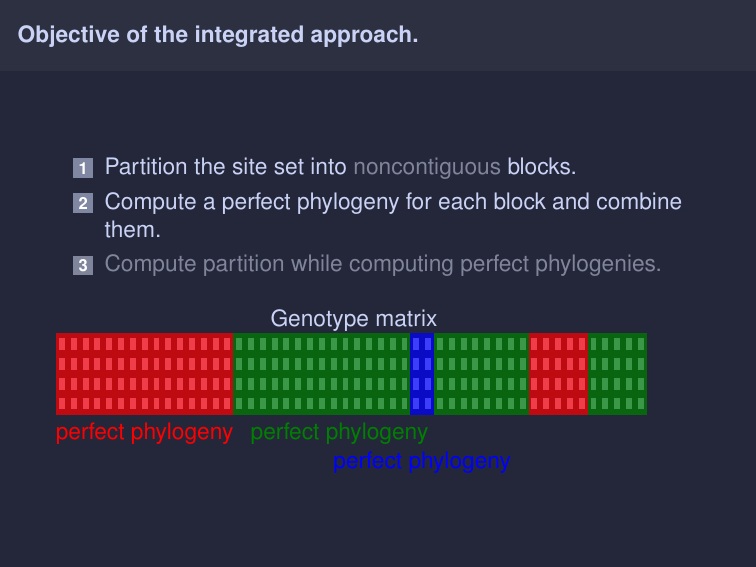 Objective of the integrated approach.
1 Partition the site set into noncontiguous blocks.
2 Compute a perfect phylogeny for each block and combine
them.
3 Compute partition while computing perfect phylogenies.
Genotype matrix
perfect phylogeny perfect phylogeny
perfect phylogeny